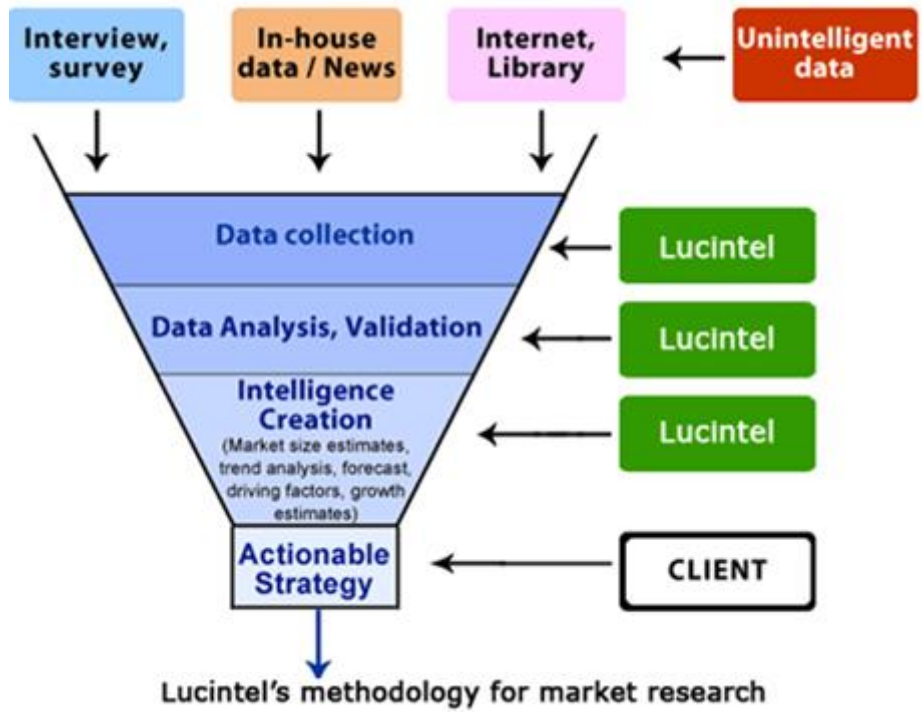 Interview,
survey
In-house
data / News
Internet,
Library
Unintelligent
data
Data collection
Lucintel
Data Analysis, Validation
Lucintel
Intelligence
Creation
(Market size estimates,
trend analysis, forecast,
driving factors, growth
estimates)
Lucintel
Actionable
Strategy
CLIENT
Lucintel's methodology for market research